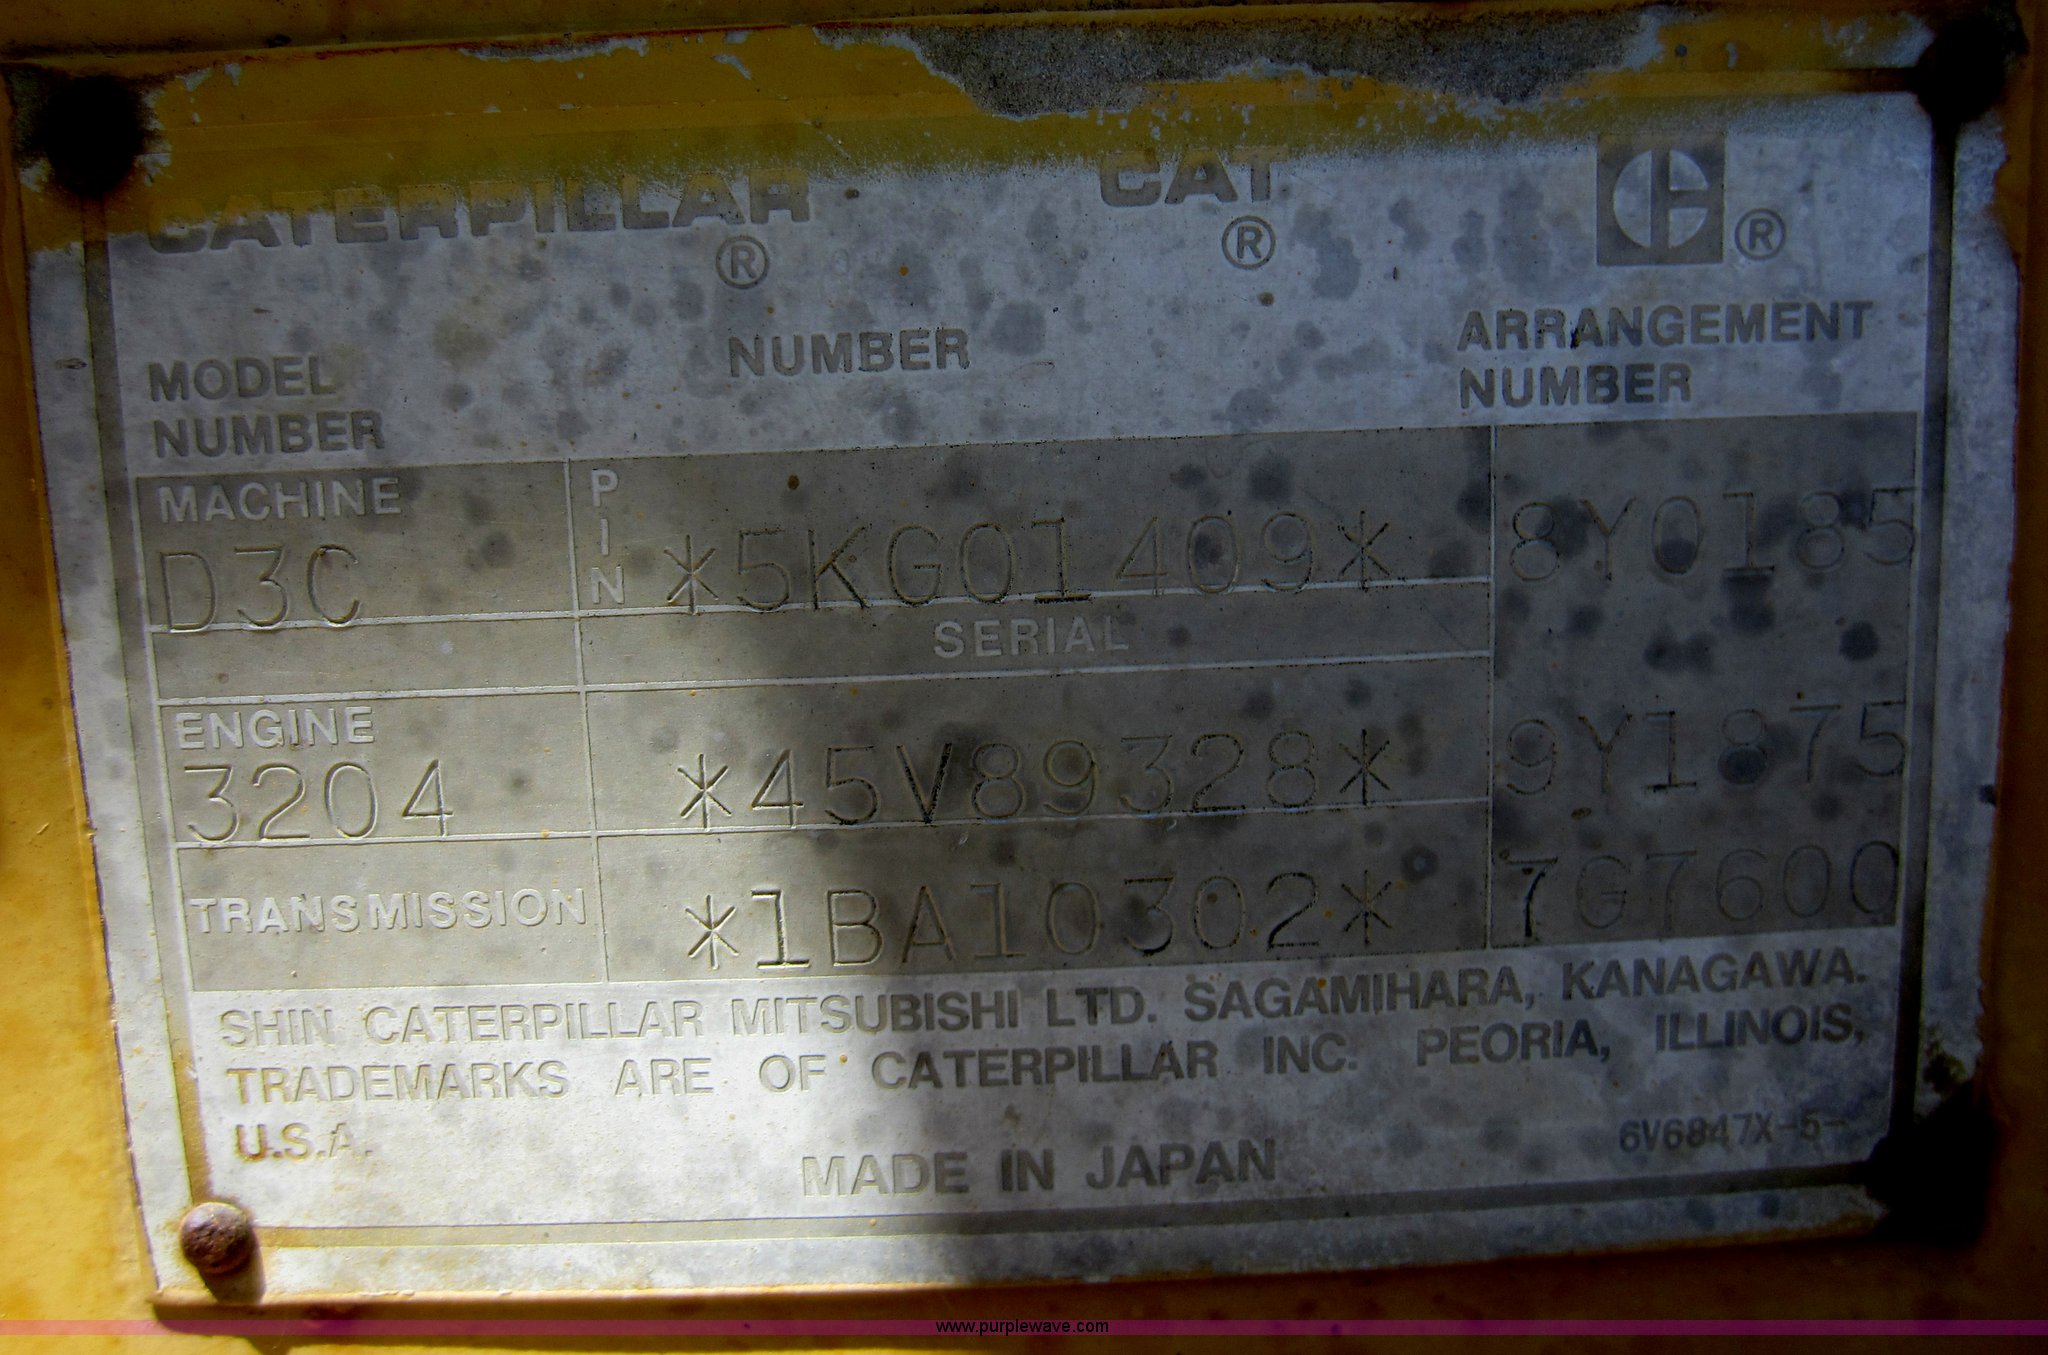 CATERPILLAR ® CAT ® C ®
MODEL NUMBER NUMBER ARRANGEMENT NUMBER
MACHINE PIN
D3C *5KG01409* 8Y0185
SERIAL
ENGINE
3204 *45V89328* 9Y1875
TRANSMISSION *1BA10302* 7G7600
SHIN CATERPILLAR MITSUBISHI LTD. SAGAMIHARA, KANAGAWA.
TRADEMARKS ARE OF CATERPILLAR INC. PEORIA, ILLINOIS,
U.S.A.
6V6847X-5-
MADE IN JAPAN
www.purplewave.com